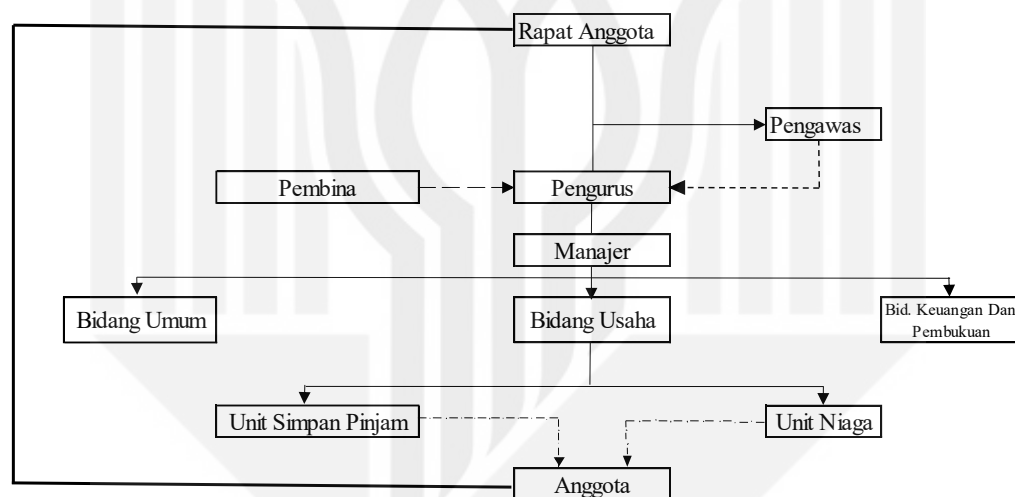 Rapat Anggota
Pengawas
Pembina
Pengurus
Manajer
Bidang Umum
Bidang Usaha
Bid. Keuangan Dan
Pembukuan
Unit Simpan Pinjam
Unit Niaga
Anggota